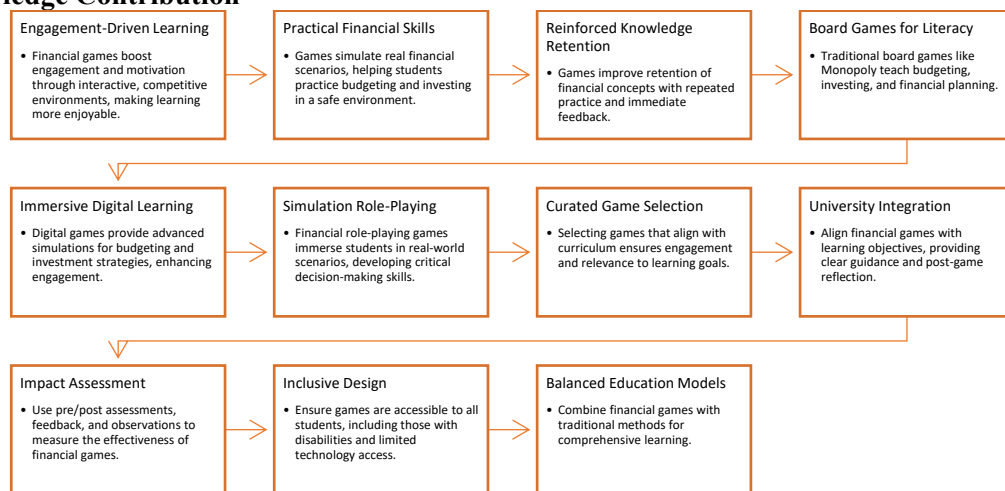 ledge Contribution
Engagement-Driven Learning
• Financial games boost
engagement and motivation
through interactive, competitive
environments, making learning
more enjoyable.
Practical Financial Skills
• Games simulate real financial
scenarios, helping students
practice budgeting and investing
in a safe environment.
Reinforced Knowledge
Retention
• Games improve retention of
financial concepts with repeated
practice and immediate
feedback.
Board Games for Literacy
• Traditional board games like
Monopoly teach budgeting,
investing, and financial planning.
Immersive Digital Learning
• Digital games provide advanced
simulations for budgeting and
investment strategies, enhancing
engagement.
Simulation Role-Playing
• Financial role-playing games
immerse students in real-world
scenarios, developing critical
decision-making skills.
Curated Game Selection
• Selecting games that align with
curriculum ensures engagement
and relevance to learning goals.
University Integration
• Align financial games with
learning objectives, providing
clear guidance and post-game
reflection.
Impact Assessment
• Use pre/post assessments,
feedback, and observations to
measure the effectiveness of
financial games.
Inclusive Design
• Ensure games are accessible to all
students, including those with
disabilities and limited
technology access.
Balanced Education Models
• Combine financial games with
traditional methods for
comprehensive learning.